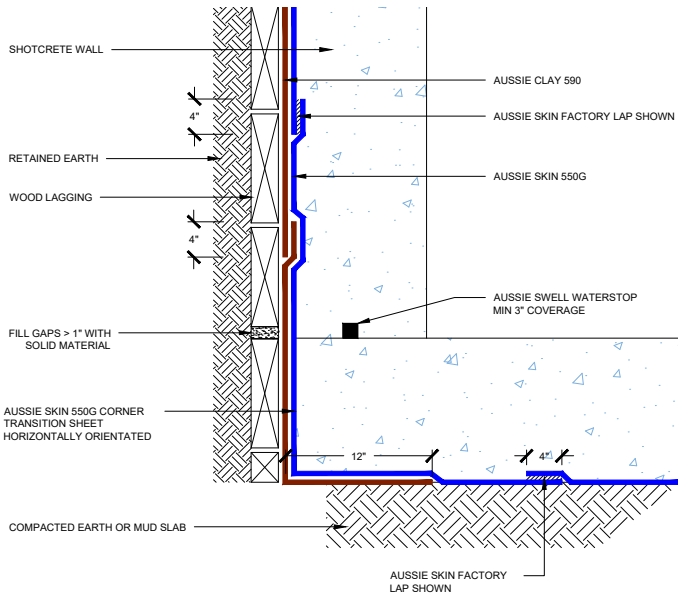 SHOTCRETE WALL
AUSSIE CLAY 590
4"
AUSSIE SKIN FACTORY LAP SHOWN
RETAINED EARTH
AUSSIE SKIN 550G
WOOD LAGGING
4"
AUSSIE SWELL WATERSTOP
MIN 3" COVERAGE
FILL GAPS > 1" WITH
SOLID MATERIAL
AUSSIE SKIN 550G CORNER
TRANSITION SHEET
HORIZONTALLY ORIENTATED
12"
4"
COMPACTED EARTH OR MUD SLAB
AUSSIE SKIN FACTORY
LAP SHOWN